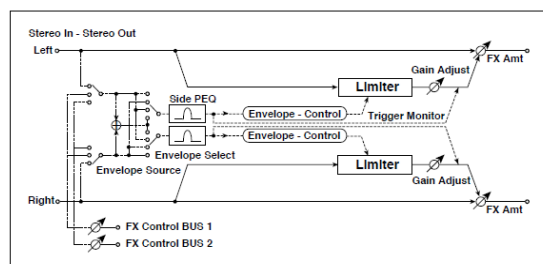 Stereo In - Stereo Out
Left
FX Amt
Gain Adjust
Limiter
Side PEQ
Envelope - Control
Trigger Monitor
Envelope - Control
Envelope Select
Envelope Source
Limiter
Gain Adjust
Right
FX Amt
FX Control BUS 1
FX Control BUS 2